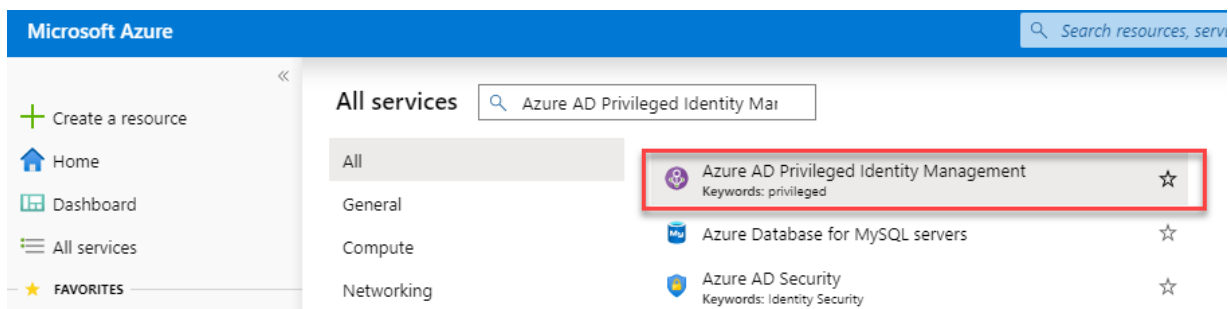 Microsoft Azure
Search resources, servi
«
Create a resource
Home
Dashboard
All services
FAVORITES
All services
Azure AD Privileged Identity Mar
All
General
Compute
Networking
Azure AD Privileged Identity Management
Keywords: privileged
My
Azure Database for MySQL servers
Azure AD Security
Keywords: Identity Security